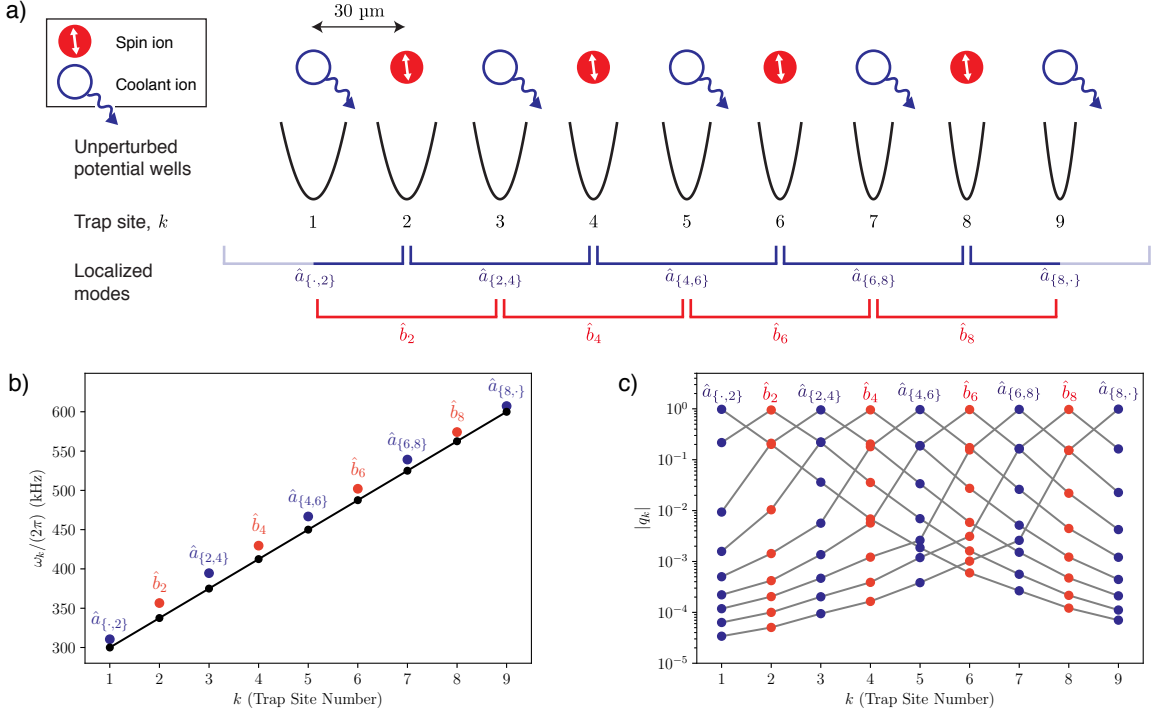 a)
30 µm
Spin ion
Coolant ion
Unperturbed
potential wells
Trap site, k
1 2 3 4 5 6 7 8 9
Localized
modes
â{·,2} â{2,4} â{4,6} â{6,8} â{8,·}
b̂2 b̂4 b̂6 b̂8
b)
ωk/(2π) (kHz)
600
550
500
450
400
350
300
â{·,2} b̂2 â{2,4} b̂4 â{4,6} b̂6 â{6,8} b̂8 â{8,·}
1 2 3 4 5 6 7 8 9
k (Trap Site Number)
c)
|qk|
â{·,2} b̂2 â{2,4} b̂4 â{4,6} b̂6 â{6,8} b̂8 â{8,·}
10⁰
10⁻¹
10⁻²
10⁻³
10⁻⁴
10⁻⁵
1 2 3 4 5 6 7 8 9
k (Trap Site Number)